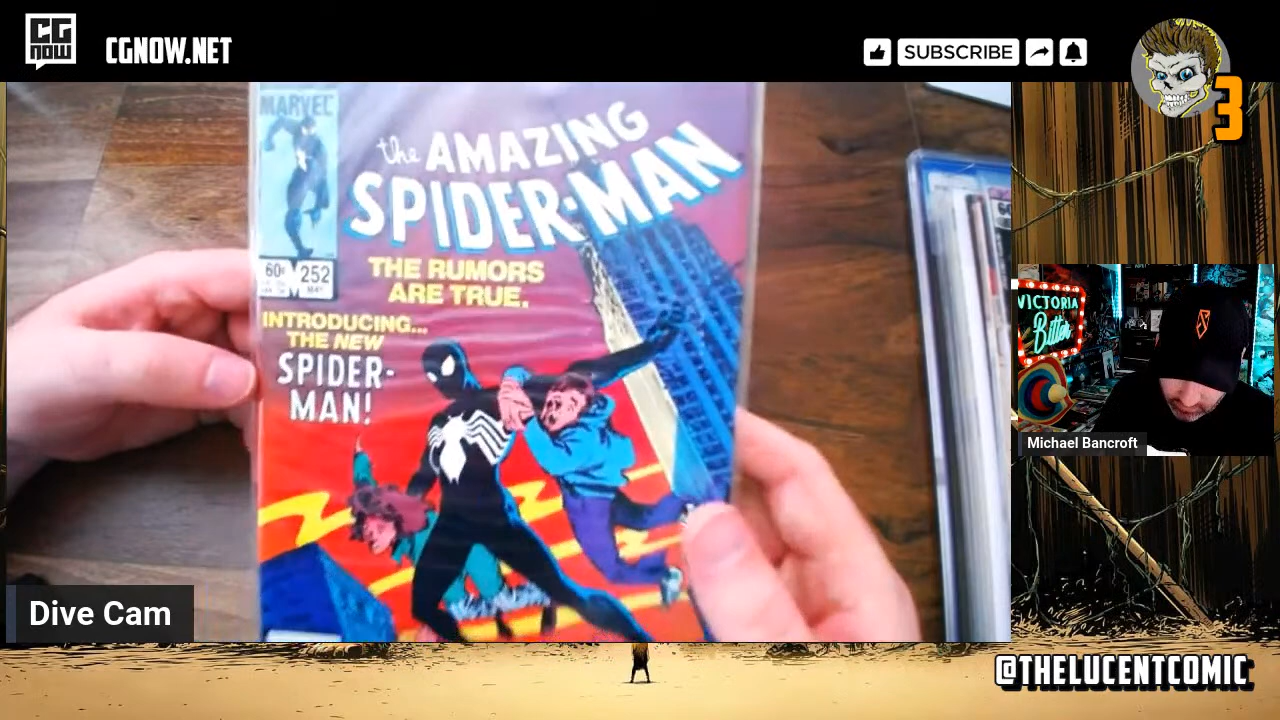 CG
NOW
CGNOW.NET
SUBSCRIBE
3
MARVEL
the AMAZING
SPIDER-MAN
60¢
252
MAY
THE RUMORS
ARE TRUE.
INTRODUCING...
THE NEW
SPIDER-
MAN!
VICTORIA
Bitter
Michael Bancroft
Dive Cam
@THELUCENTCOMIC